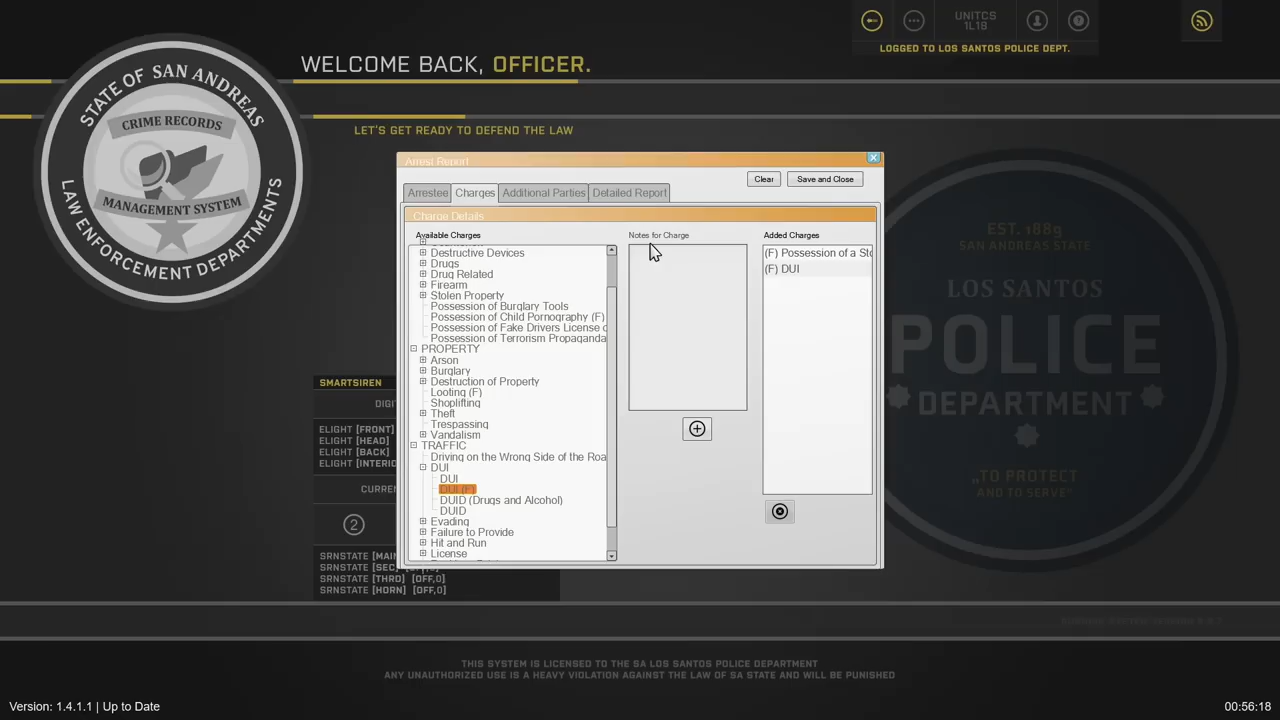 UNITCS
1L18
LOGGED TO LOS SANTOS POLICE DEPT.
WELCOME BACK, OFFICER.
LET'S GET READY TO DEFEND THE LAW
STATE OF SAN ANDREAS
CRIME RECORDS
MANAGEMENT SYSTEM
LAW ENFORCEMENT DEPARTMENTS
Arrest Report
Clear
Save and Close
Arrestee
Charges
Additional Parties
Detailed Report
Charge Details
Available Charges
Notes for Charge
Added Charges
Destructive Devices
Drugs
Drug Related
Firearm
Stolen Property
Possession of Burglary Tools
Possession of Child Pornography (F)
Possession of Fake Drivers License
Possession of Terrorism Propaganda
PROPERTY
Arson
Burglary
Destruction of Property
Looting (F)
Shoplifting
Theft
Trespassing
Vandalism
TRAFFIC
Driving on the Wrong Side of the Roa
DUI
DUI
DUI (F)
DUID (Drugs and Alcohol)
DUID
Evading
Failure to Provide
Hit and Run
License
(F) Possession of a Sto
(F) DUI
EST. 1889
SAN ANDREAS STATE
LOS SANTOS
POLICE
DEPARTMENT
„TO PROTECT
AND TO SERVE"
SMARTSIREN
DIGI
ELIGHT [FRONT]
ELIGHT [HEAD]
ELIGHT [BACK]
ELIGHT [INTERIO
CURREN
2
SRNSTATE [MAI
SRNSTATE [SEC]
SRNSTATE [THRD] [OFF,0]
SRNSTATE [HORN] [OFF,0]
THIS SYSTEM IS LICENSED TO THE SA LOS SANTOS POLICE DEPARTMENT
ANY UNAUTHORIZED USE IS A HEAVY VIOLATION AGAINST THE LAW OF SA STATE AND WILL BE PUNISHED
Version: 1.4.1.1 | Up to Date
00:56:18